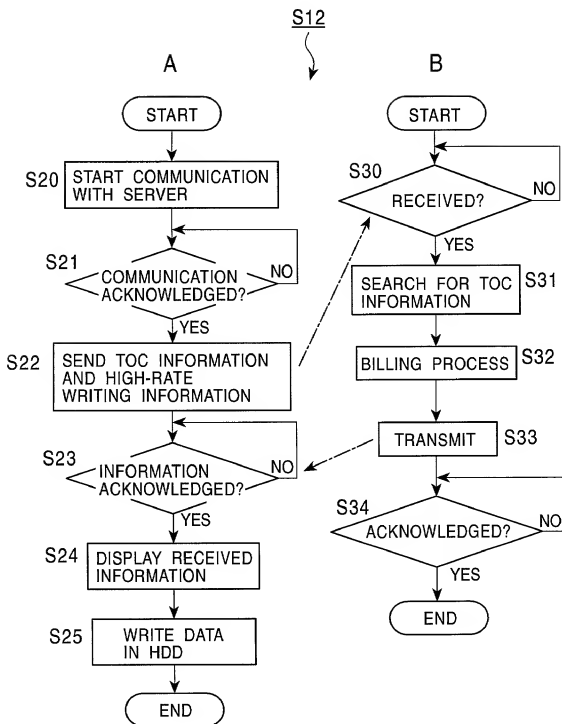 S12
A
START
S20
START COMMUNICATION
WITH SERVER
S21
COMMUNICATION
ACKNOWLEDGED?
NO
YES
S22
SEND TOC INFORMATION
AND HIGH-RATE
WRITING INFORMATION
S23
INFORMATION
ACKNOWLEDGED?
NO
YES
S24
DISPLAY RECEIVED
INFORMATION
S25
WRITE DATA
IN HDD
END
B
START
S30
RECEIVED?
NO
YES
SEARCH FOR TOC
INFORMATION
S31
BILLING PROCESS
S32
TRANSMIT
S33
S34
ACKNOWLEDGED?
NO
YES
END